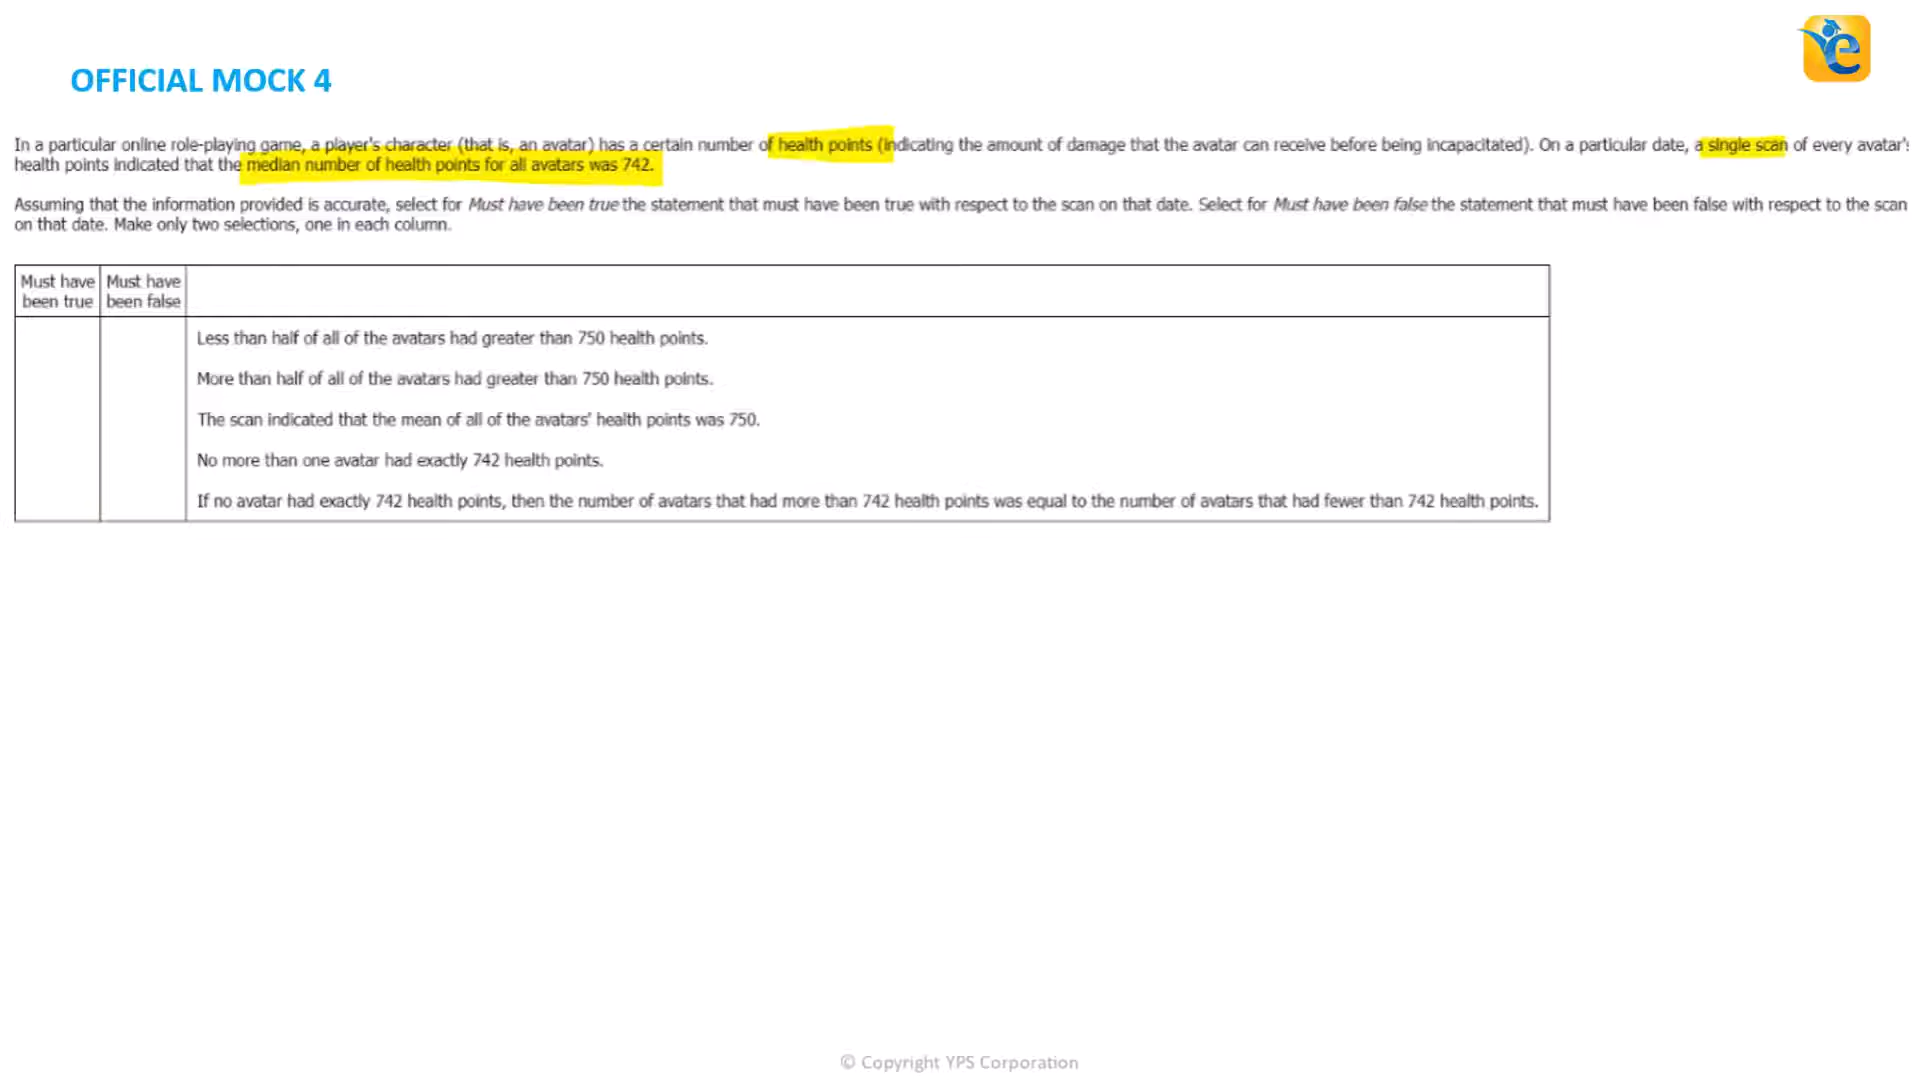 OFFICIAL MOCK 4
In a particular online role-playing game, a player's character (that is, an avatar) has a certain number of health points (indicating the amount of damage that the avatar can receive before being incapacitated). On a particular date, a single scan of every avatar's
health points indicated that the median number of health points for all avatars was 742.
Assuming that the information provided is accurate, select for Must have been true the statement that must have been true with respect to the scan on that date. Select for Must have been false the statement that must have been false with respect to the scan
on that date. Make only two selections, one in each column.
Must have been true
Must have been false
Less than half of all of the avatars had greater than 750 health points.
More than half of all of the avatars had greater than 750 health points.
The scan indicated that the mean of all of the avatars' health points was 750.
No more than one avatar had exactly 742 health points.
If no avatar had exactly 742 health points, then the number of avatars that had more than 742 health points was equal to the number of avatars that had fewer than 742 health points.
© Copyright YPS Corporation